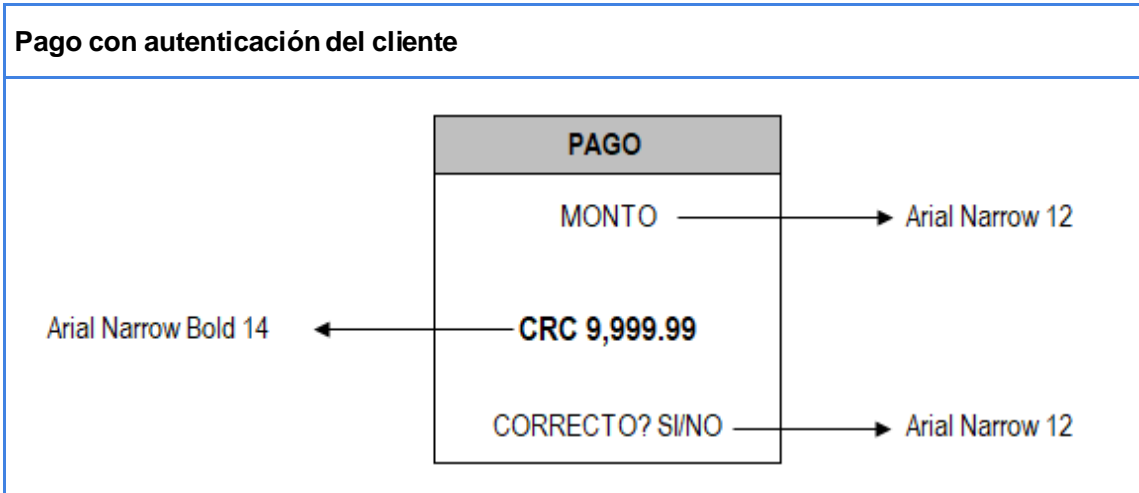 Pago con autenticación del cliente
PAGO
MONTO
Arial Narrow 12
Arial Narrow Bold 14
CRC 9,999.99
CORRECTO? SI/NO
Arial Narrow 12